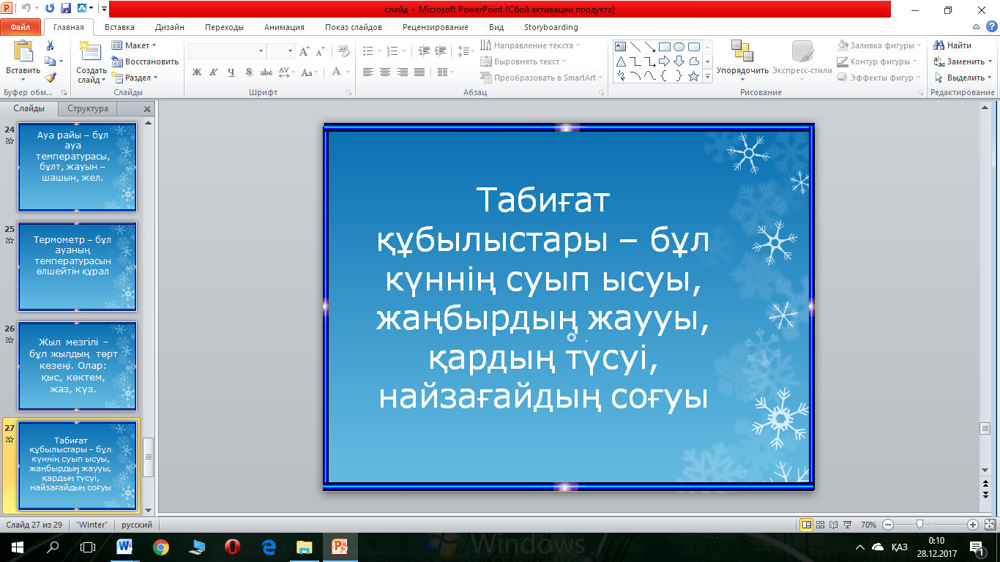 слайд - Microsoft PowerPoint (Сбой активации продукта)
Файл Главная Вставка Дизайн Переходы Анимация Показ слайдов Рецензирование Вид Storyboarding
Вставить
Буфер обм...
Создать слайд
Макет
Восстановить
Раздел
Слайды
Ж К Ч S abc AV Aa A
Шрифт
Направление текста
Выровнять текст
Преобразовать в SmartArt
Абзац
Упорядочить
Экспресс-стили
Заливка фигуры
Контур фигуры
Эффекты фигур
Рисование
Найти
Заменить
Выделить
Редактирование
Слайды Структура
24
Ауа райы – бұл
ауа
температурасы,
бұлт, жауын –
шашын, жел.
25
Термометр – бұл
ауаның
температурасын
өлшейтін құрал
26
Жыл мезгілі –
бұл жылдың төрт
кезеңі. Олар:
қыс, көктем,
жаз, күз.
27
Табиғат
құбылыстары – бұл
күннің суып ысуы,
жаңбырдың жаууы,
қардың түсуі,
найзағайдың соғуы
Табиғат
құбылыстары – бұл
күннің суып ысуы,
жаңбырдың жаууы,
қардың түсуі,
найзағайдың соғуы
Слайд 27 из 29 "Winter" русский 70%
Windows
ҚАЗ
0:10
28.12.2017
1